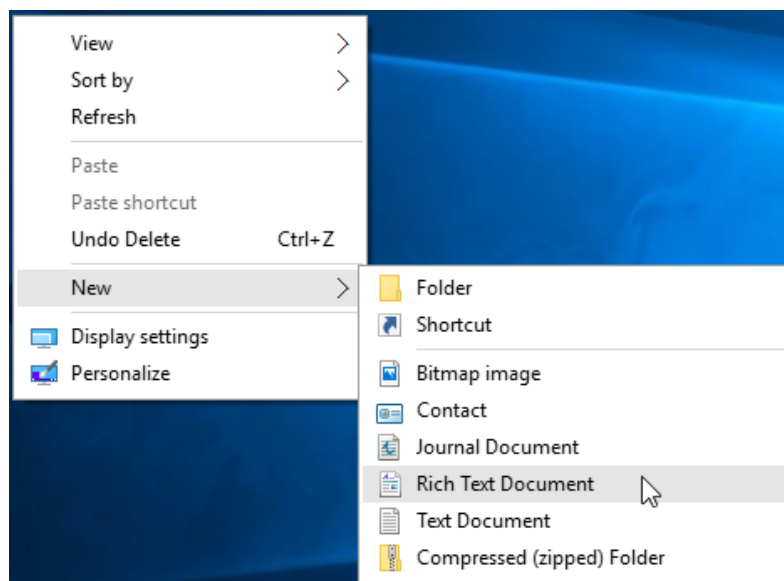 View
Sort by
Refresh
Paste
Paste shortcut
Undo Delete Ctrl+Z
New
Display settings
Personalize
Folder
Shortcut
Bitmap image
Contact
Journal Document
Rich Text Document
Text Document
Compressed (zipped) Folder